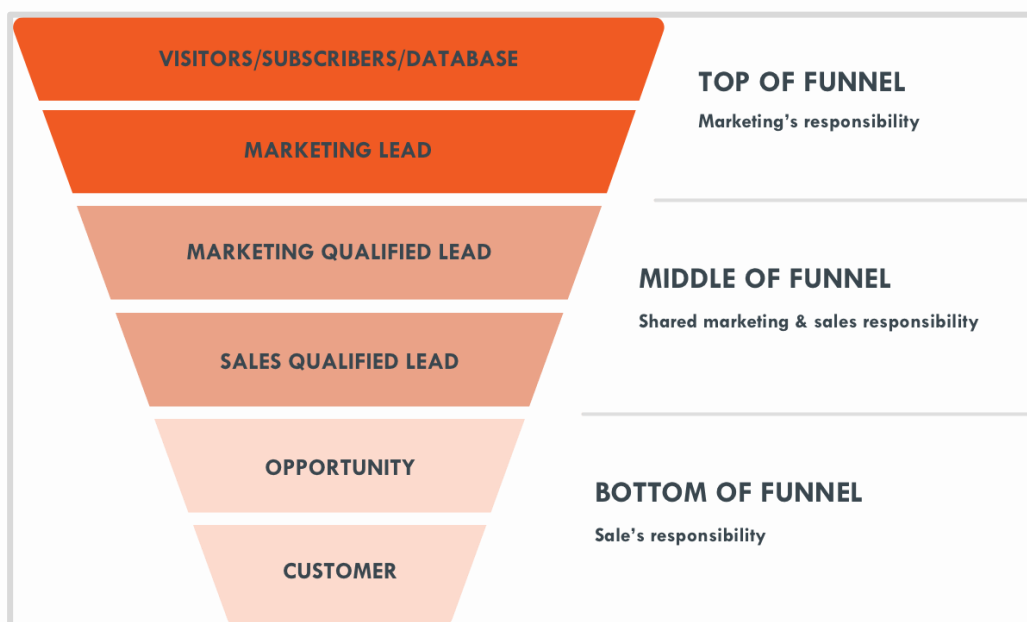 VISITORS/SUBSCRIBERS/DATABASE
TOP OF FUNNEL
Marketing's responsibility
MARKETING LEAD
MARKETING QUALIFIED LEAD
MIDDLE OF FUNNEL
Shared marketing & sales responsibility
SALES QUALIFIED LEAD
OPPORTUNITY
BOTTOM OF FUNNEL
Sale's responsibility
CUSTOMER